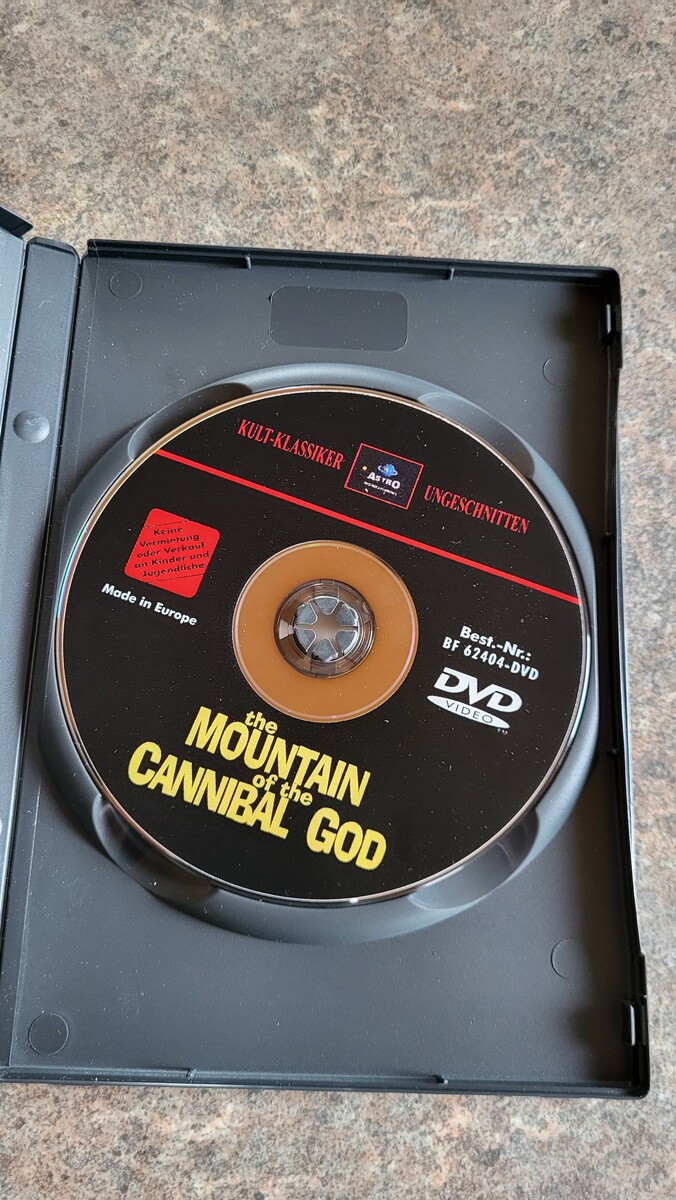 KULT-KLASSIKER
ASTRO
UNGESCHNITTEN
Keine
Vermietung
oder Verkauf
an Kinder und
Jugendliche
Made in Europe
Best.-Nr.:
BF 62404-DVD
DVD
VIDEO
the
MOUNTAIN
of the
CANNIBAL GOD